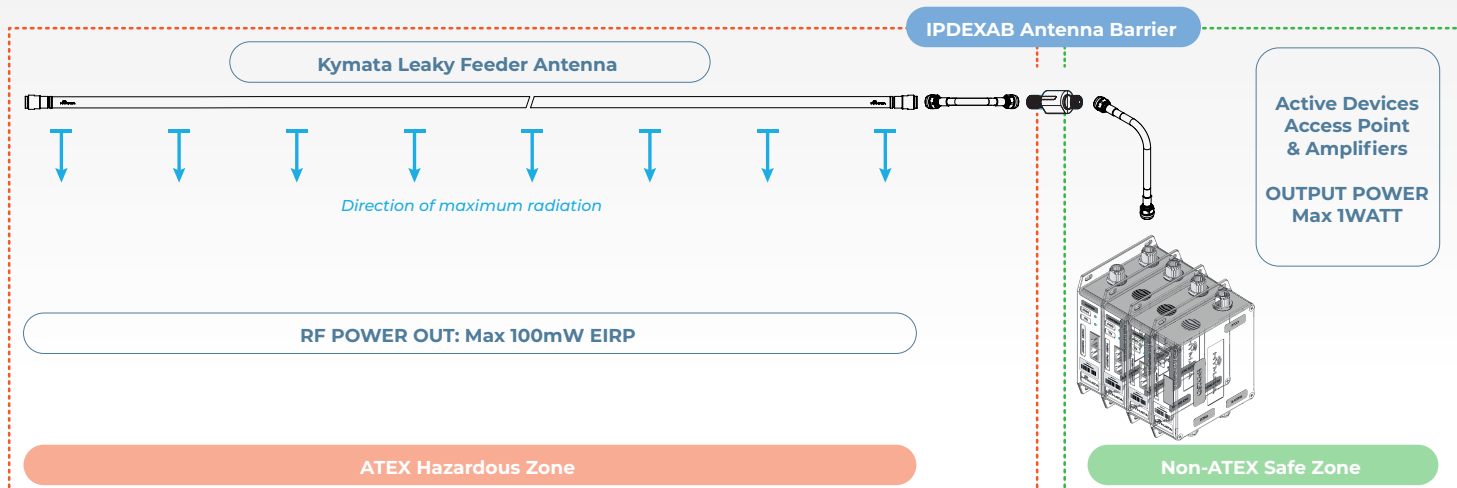 IPDEXAB Antenna Barrier
Kymata Leaky Feeder Antenna
Active Devices
Access Point
& Amplifiers
OUTPUT POWER
Max 1WATT
Direction of maximum radiation
RF POWER OUT: Max 100mW EIRP
ATEX Hazardous Zone
Non-ATEX Safe Zone